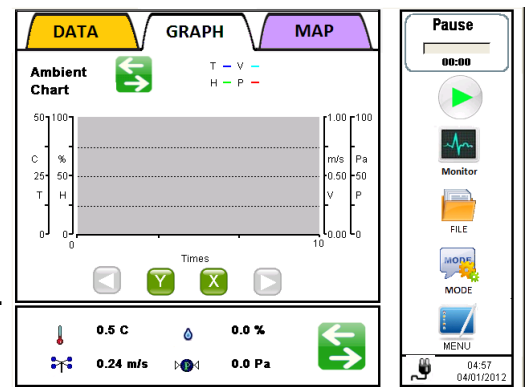 DATA
GRAPH
MAP
Ambient
Chart
T V
H P
50 100 1.00 100
C % m/s Pa
25 50 0.50 50
T H V P
0 0 0.00 0
0 10
Times
Y X
0.5 C 0.0 %
0.24 m/s P 0.0 Pa
Pause
00:00
Monitor
FILE
MODE
MODE
MENU
04:57
04/01/2012